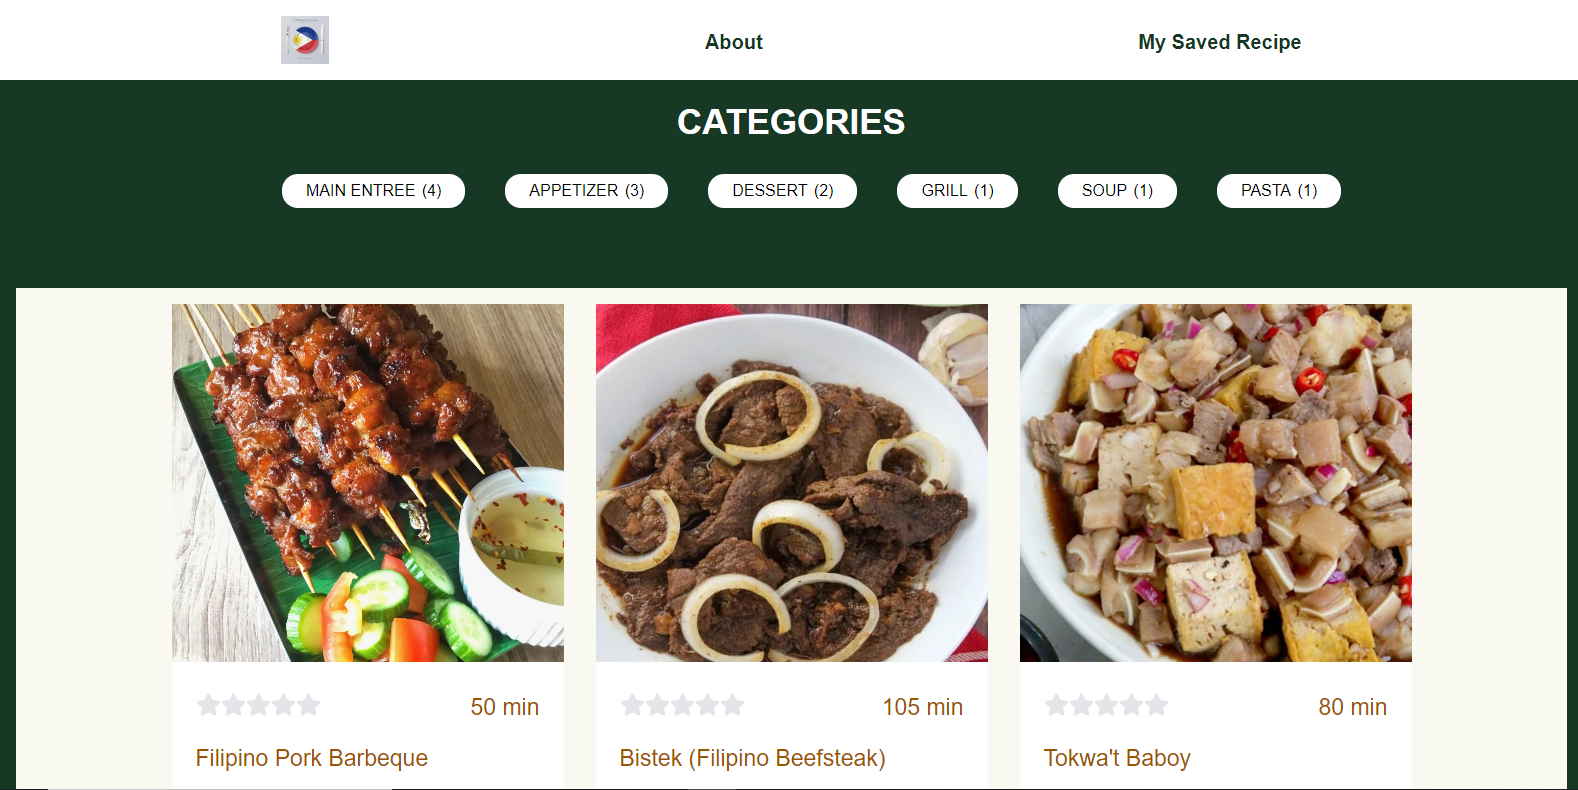 About
My Saved Recipe
CATEGORIES
MAIN ENTREE (4)
APPETIZER (3)
DESSERT (2)
GRILL (1)
SOUP (1)
PASTA (1)
50 min
105 min
80 min
Filipino Pork Barbeque
Bistek (Filipino Beefsteak)
Tokwa't Baboy